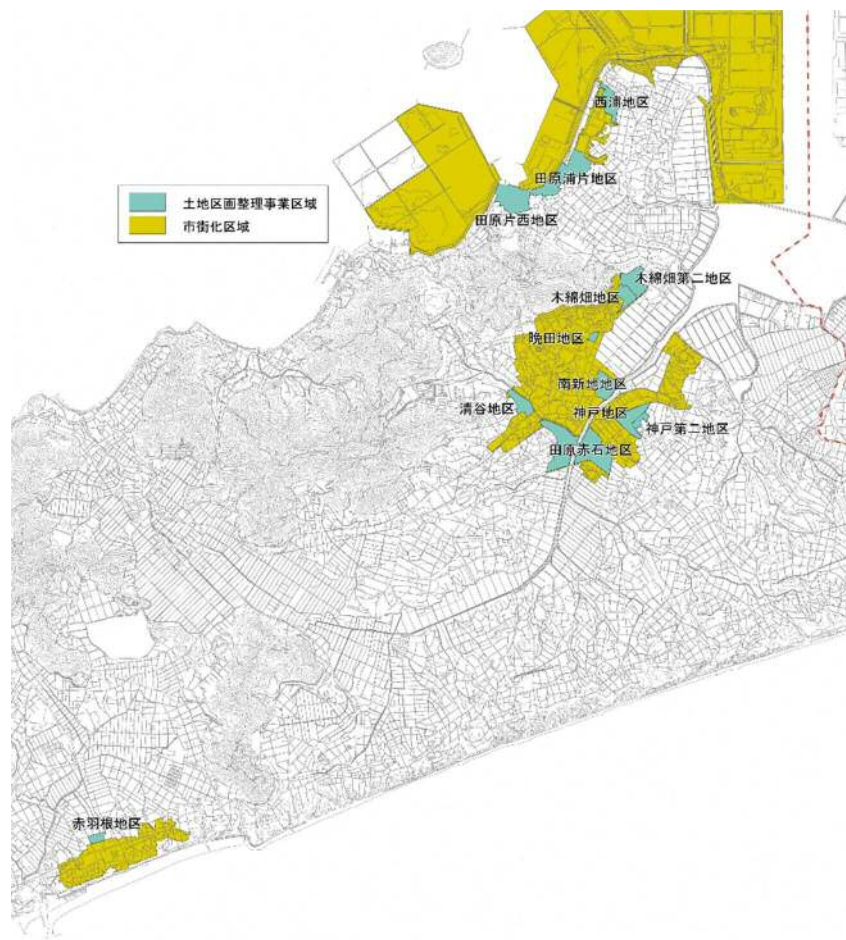 西浦地区
田原浦片地区
土地区画整理事業区域
市街化区域
田原片西地区
木綿畑第二地区
木綿畑地区
晩田地区
南新地地区
清谷地区
神戸地区
神戸第二地区
田原赤石地区
赤羽根地区